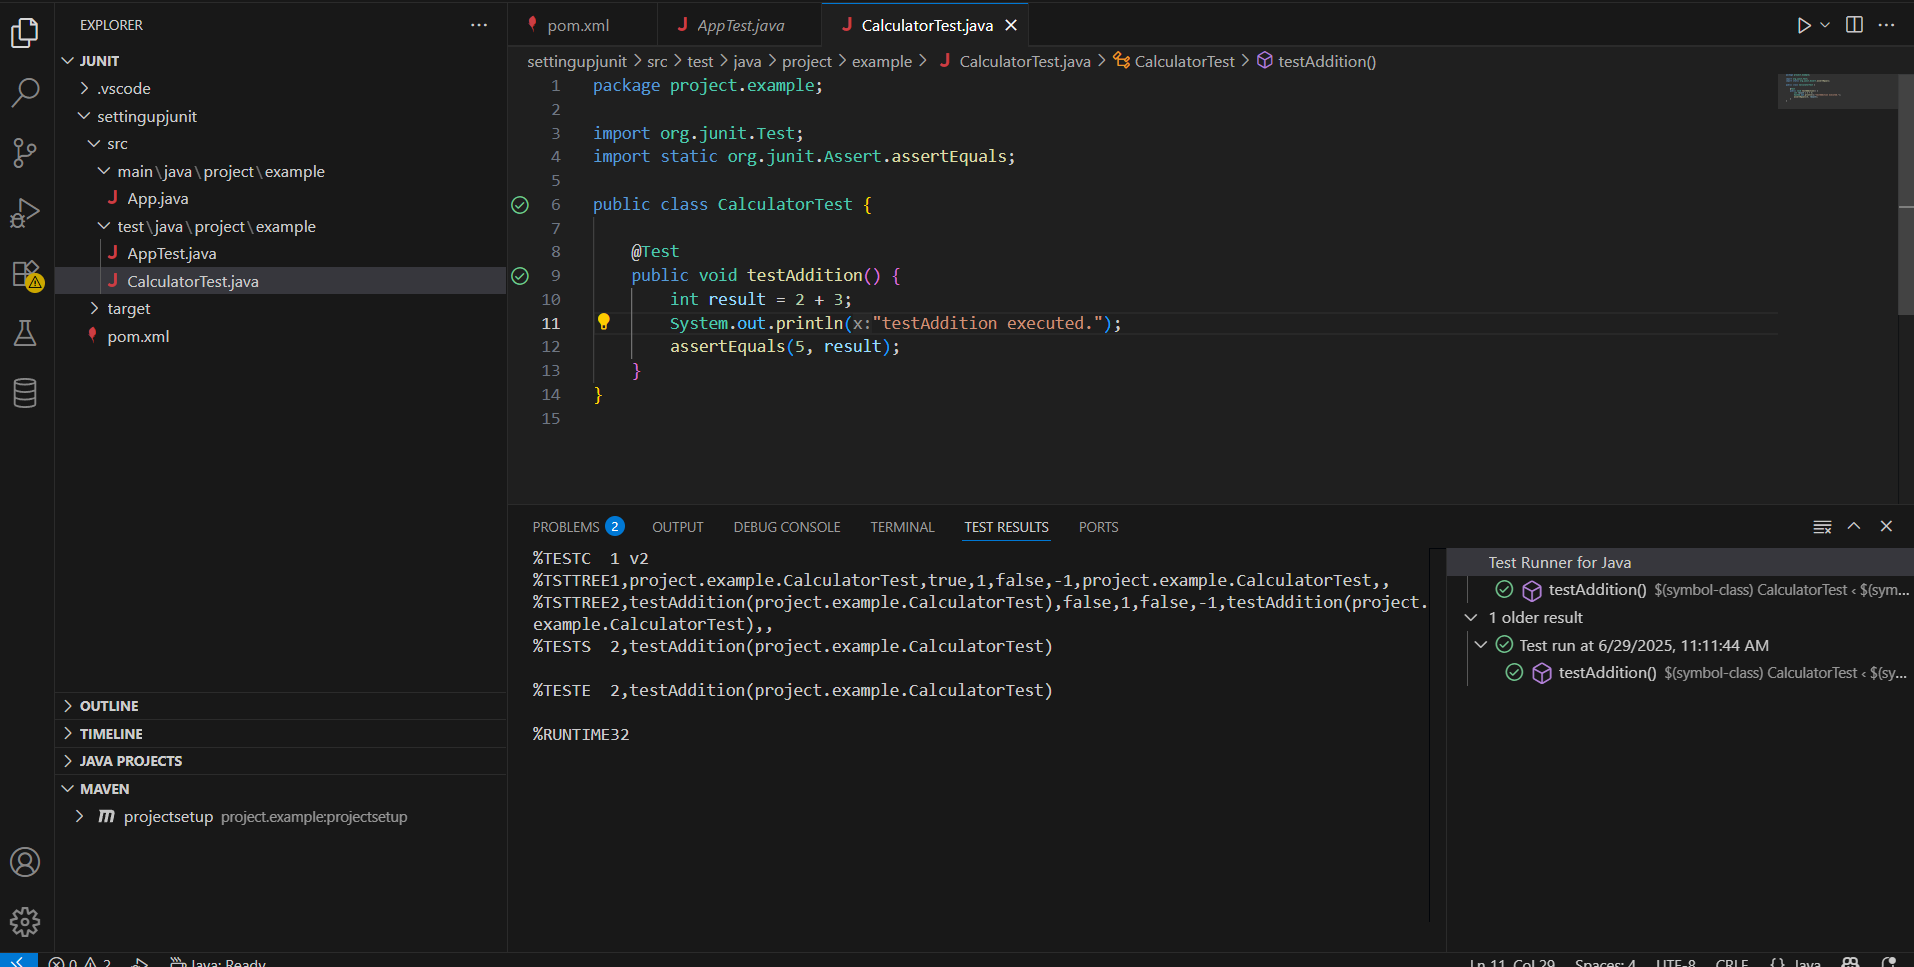 EXPLORER
JUNIT
.vscode
settingupjunit
src
main\java\project\example
App.java
test\java\project\example
AppTest.java
CalculatorTest.java
target
pom.xml
OUTLINE
TIMELINE
JAVA PROJECTS
MAVEN
projectsetup project.example:projectsetup
pom.xml
AppTest.java
CalculatorTest.java
settingupjunit > src > test > java > project > example > CalculatorTest.java > CalculatorTest > testAddition()
1 package project.example;
2
3 import org.junit.Test;
4 import static org.junit.Assert.assertEquals;
5
6 public class CalculatorTest {
7
8 @Test
9 public void testAddition() {
10 int result = 2 + 3;
11 System.out.println(x:"testAddition executed.");
12 assertEquals(5, result);
13 }
14 }
15
PROBLEMS 2 OUTPUT DEBUG CONSOLE TERMINAL TEST RESULTS PORTS
%TESTC  1 v2
%TSTTREE1,project.example.CalculatorTest,true,1,false,-1,project.example.CalculatorTest,,
%TSTTREE2,testAddition(project.example.CalculatorTest),false,1,false,-1,testAddition(project.
example.CalculatorTest),,
%TESTS  2,testAddition(project.example.CalculatorTest)
%TESTE  2,testAddition(project.example.CalculatorTest)
%RUNTIME32
Test Runner for Java
testAddition() $(symbol-class) CalculatorTest ‹ $(sym...
1 older result
Test run at 6/29/2025, 11:11:44 AM
testAddition() $(symbol-class) CalculatorTest ‹ $(sy...
0 2 Java: Ready
Ln 11, Col 29 Spaces: 4 UTF-8 CRLF {} Java